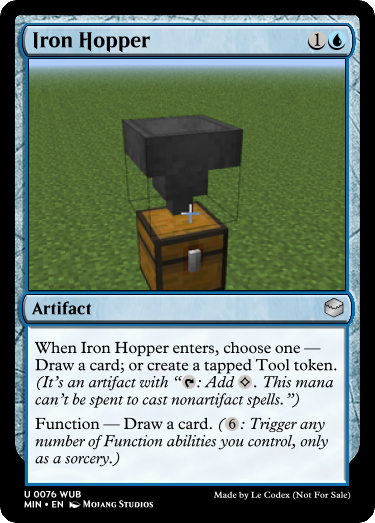 Iron Hopper 1
Artifact
When Iron Hopper enters, choose one —
Draw a card; or create a tapped Tool token.
(It's an artifact with “: Add . This mana
can't be spent to cast nonartifact spells.”)
Function — Draw a card. (6: Trigger any
number of Function abilities you control, only
as a sorcery.)
U 0076 WUB
MIN • EN Mojang Studios
Made by Le Codex (Not For Sale)